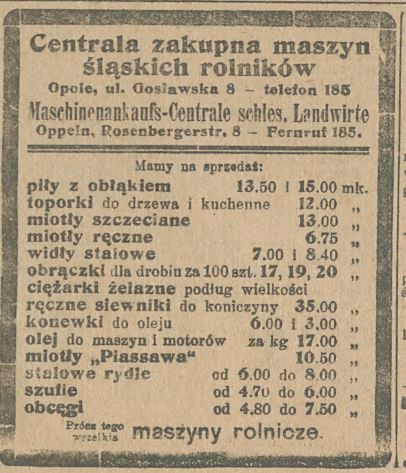 Centrala zakupna maszyn
śląskich rolników
Opole, ul. Gosławska 8 — telefon 185
Maschinenankaufs-Centrale schles. Landwirte
Oppeln, Rosenbergerstr. 8 — Fernruf 185.
Mamy na sprzedaż:
piły z obłąkiem 13.50 i 15.00 mk.
toporki do drzewa i kuchenne 12.00 „
miotły szczeciane 13.00 „
miotły ręczne 6.75 „
widły stalowe 7.00 i 8.40 „
obrączki dla drobiu za 100 szt. 17, 19, 20 „
ciężarki żelazne podług wielkości
ręczne siewniki do koniczyny 35.00 „
konewki do oleju 6.00 i 3.00 „
olej do maszyn i motorów za kg 17.00 „
miotły „Piassawa“ 10.50 „
stalowe rydle od 6.00 do 8.00 „
szufle od 4.70 do 6.00 „
obcęgi od 4.80 do 7.50 „
Prócz tego
wszelkie maszyny rolnicze.